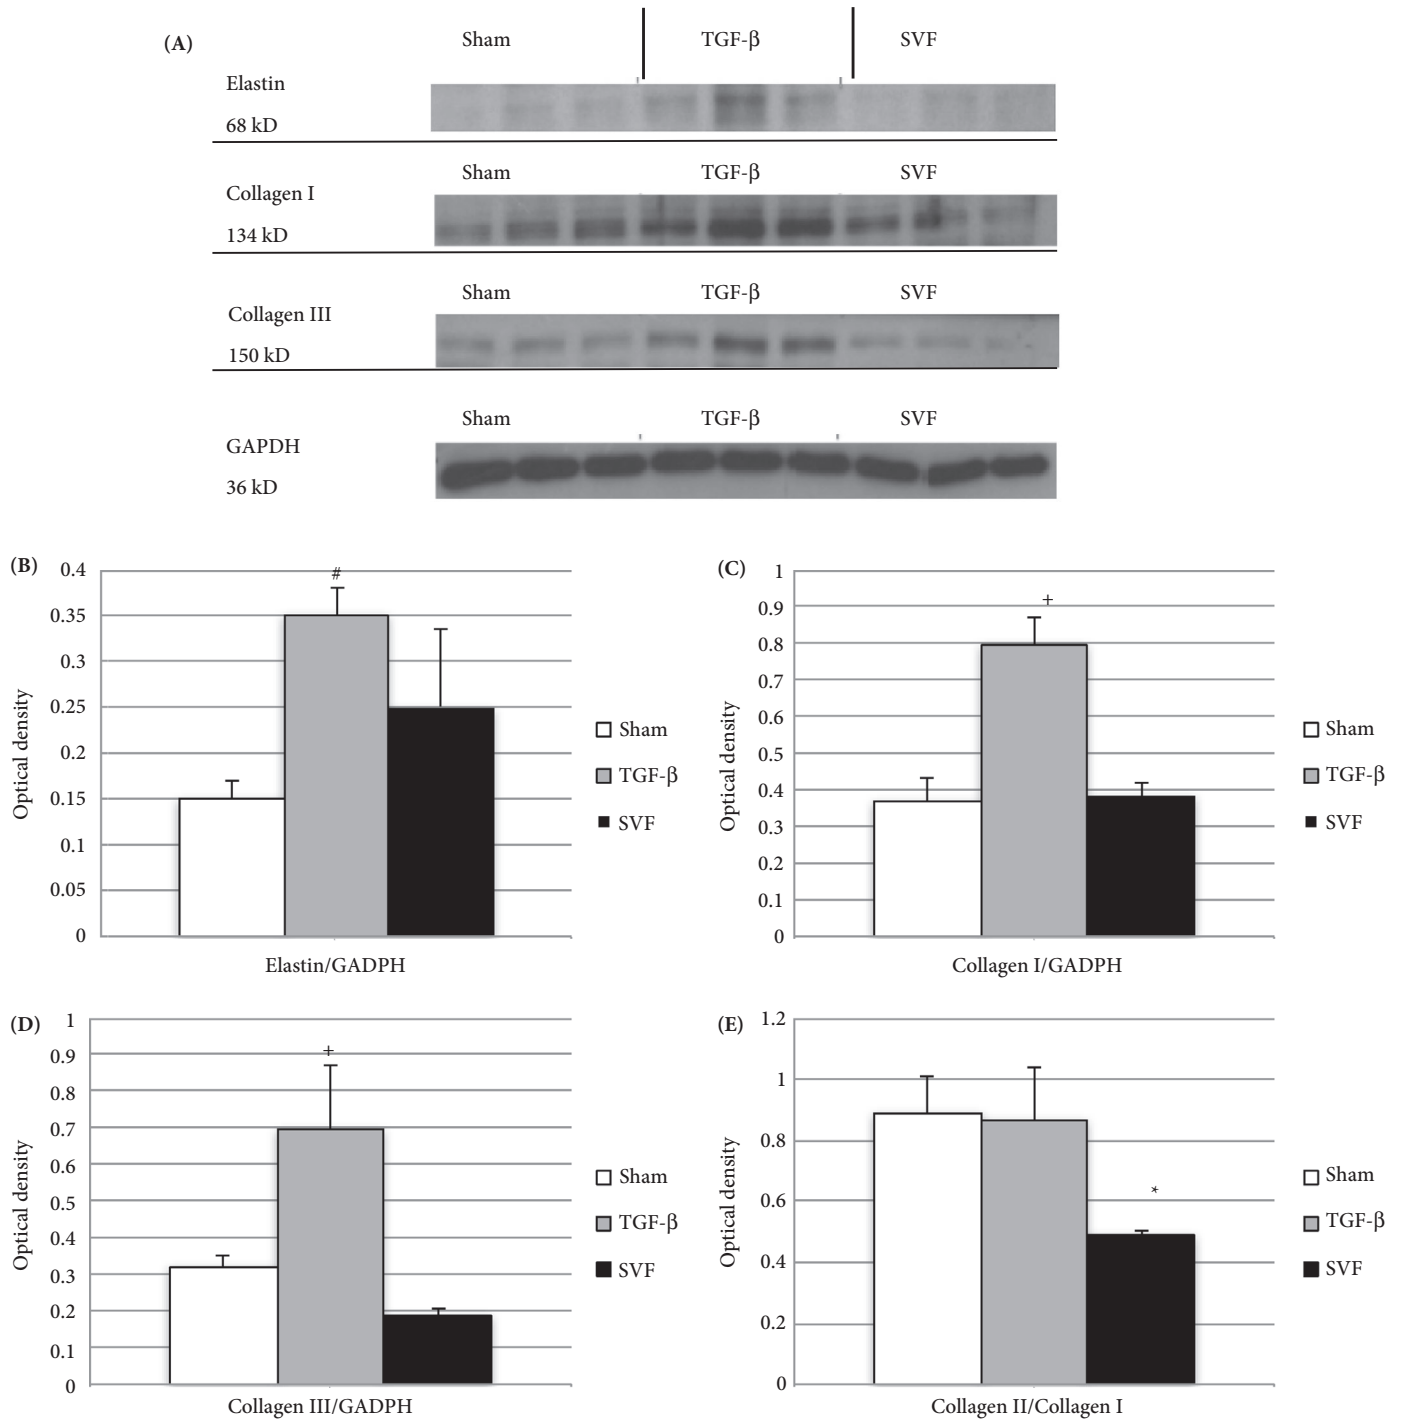 (A)
Sham TGF-β SVF
Elastin
68 kD
Sham TGF-β SVF
Collagen I
134 kD
Sham TGF-β SVF
Collagen III
150 kD
Sham TGF-β SVF
GAPDH
36 kD
(B)
0.4
0.35
0.3
0.25
0.2
0.15
0.1
0.05
0
Optical density
#
Sham
TGF-β
SVF
Elastin/GADPH
(C)
1
0.9
0.8
0.7
0.6
0.5
0.4
0.3
0.2
0.1
0
Optical density
+
Sham
TGF-β
SVF
Collagen I/GADPH
(D)
1
0.9
0.8
0.7
0.6
0.5
0.4
0.3
0.2
0.1
0
Optical density
+
Sham
TGF-β
SVF
Collagen III/GADPH
(E)
1.2
1
0.8
0.6
0.4
0.2
0
Optical density
*
Sham
TGF-β
SVF
Collagen II/Collagen I